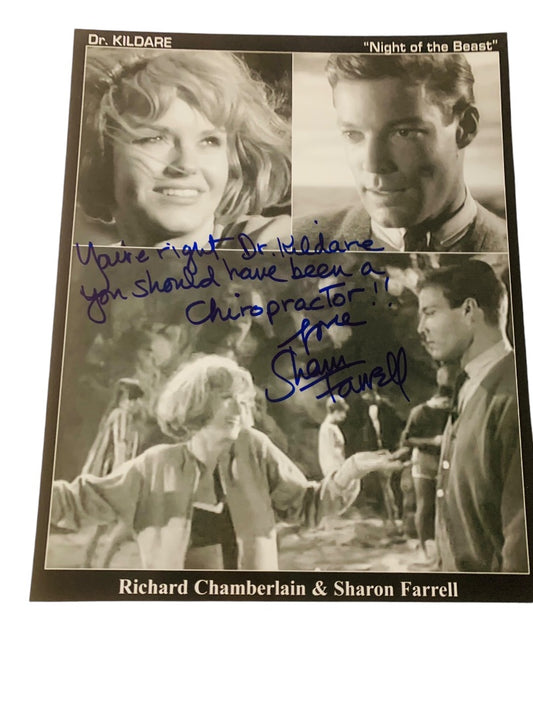 Dr. KILDARE
"Night of the Beast"
You're right Dr. Kildare
you should have been a
Chiropractor!!
Love
Sharon
Farrell
Richard Chamberlain & Sharon Farrell